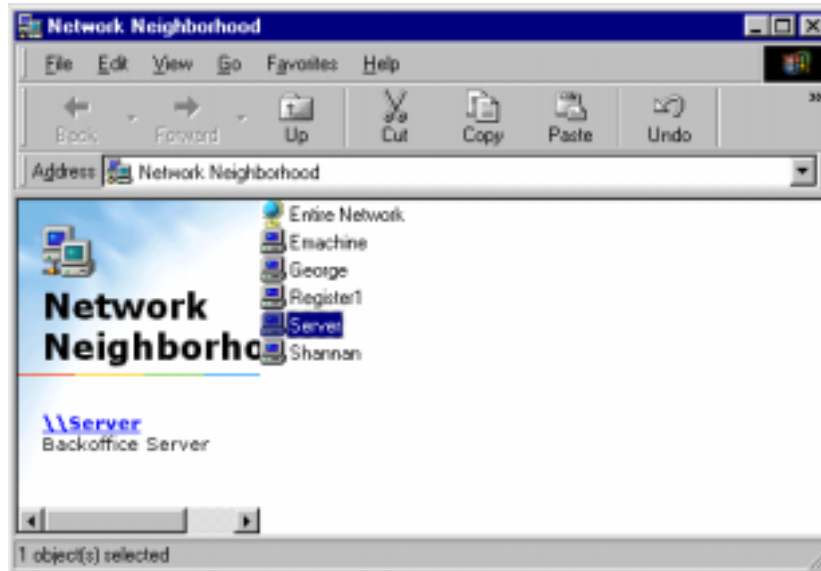 Network Neighborhood
File Edit View Go Favorites Help
Back Forward Up Cut Copy Paste Undo »
Address Network Neighborhood
Entire Network
Emachine
George
Register1
Server
Shannan
Network
Neighborho
\\Server
Backoffice Server
1 object(s) selected